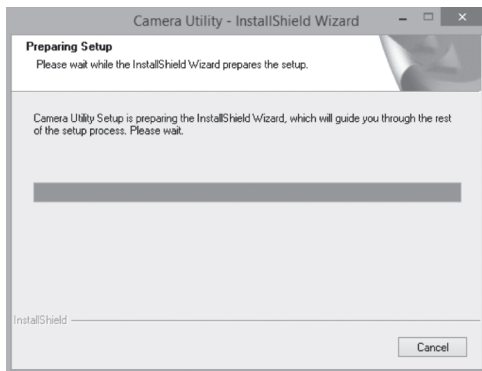 Camera Utility - InstallShield Wizard
Preparing Setup
Please wait while the InstallShield Wizard prepares the setup.
Camera Utility Setup is preparing the InstallShield Wizard, which will guide you through the rest
of the setup process. Please wait.
InstallShield
Cancel